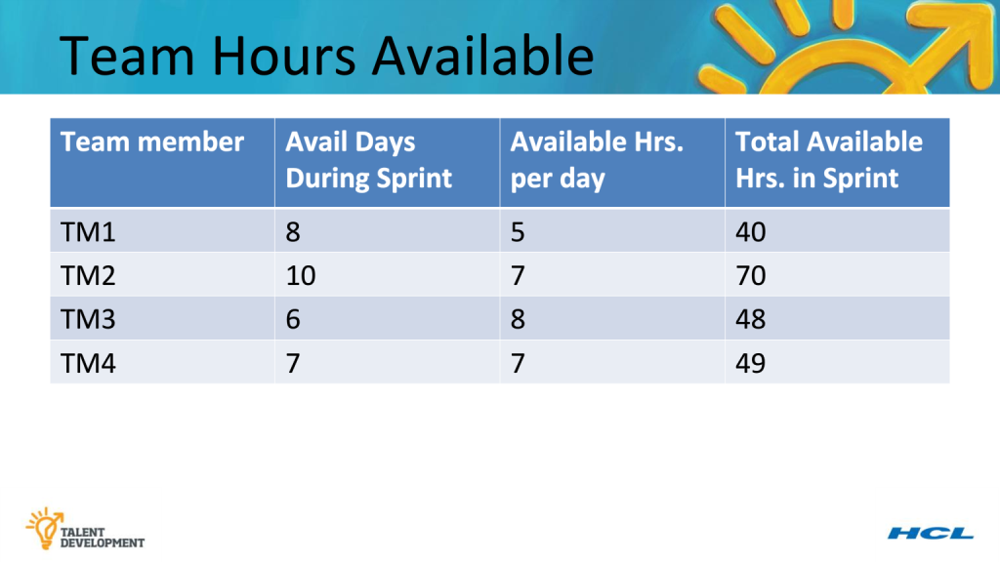 Team Hours Available
Team member Avail Days During Sprint Available Hrs. per day Total Available Hrs. in Sprint
TM1 8 5 40
TM2 10 7 70
TM3 6 8 48
TM4 7 7 49
TALENT
DEVELOPMENT
HCL